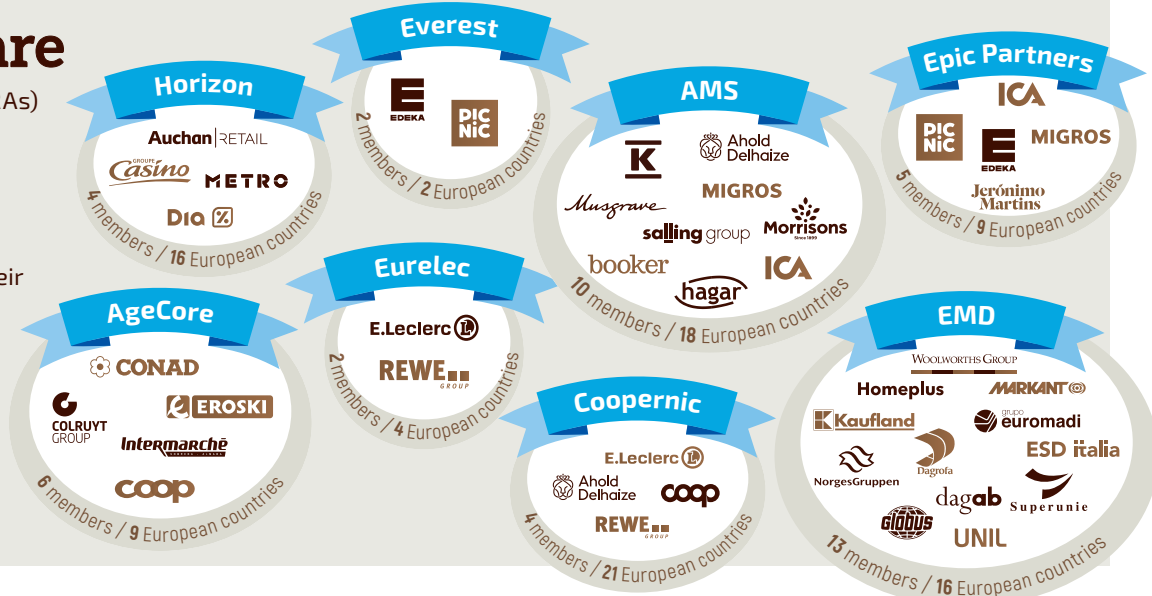 are
As)
eir
Horizon
Auchan|RETAIL
GROUPE
Casino
METRO
Dia %
4 members / 16 European countries
Everest
E
EDEKA
PIC
NIC
2 members / 2 European countries
AMS
K
Ahold
Delhaize
MIGROS
Musgrave
salling group
Morrisons
Since 1899
booker
ICA
hagar
10 members / 18 European countries
Epic Partners
ICA
PIC
NIC
E
EDEKA
MIGROS
Jerónimo
Martins
5 members / 9 European countries
AgeCore
CONAD
COLRUYT
GROUP
EROSKI
Intermarchē
coop
6 members / 9 European countries
Eurelec
E.Leclerc L
REWE
GROUP
2 members / 4 European countries
Coopernic
E.Leclerc L
Ahold
Delhaize
coop
REWE
GROUP
4 members / 21 European countries
EMD
WOOLWORTHS GROUP
Homeplus
MARKANT
Kaufland
grupo
euromadi
NorgesGruppen
Dagrofa
ESD italia
dagab
Superunie
GLOBUS
UNIL
13 members / 16 European countries